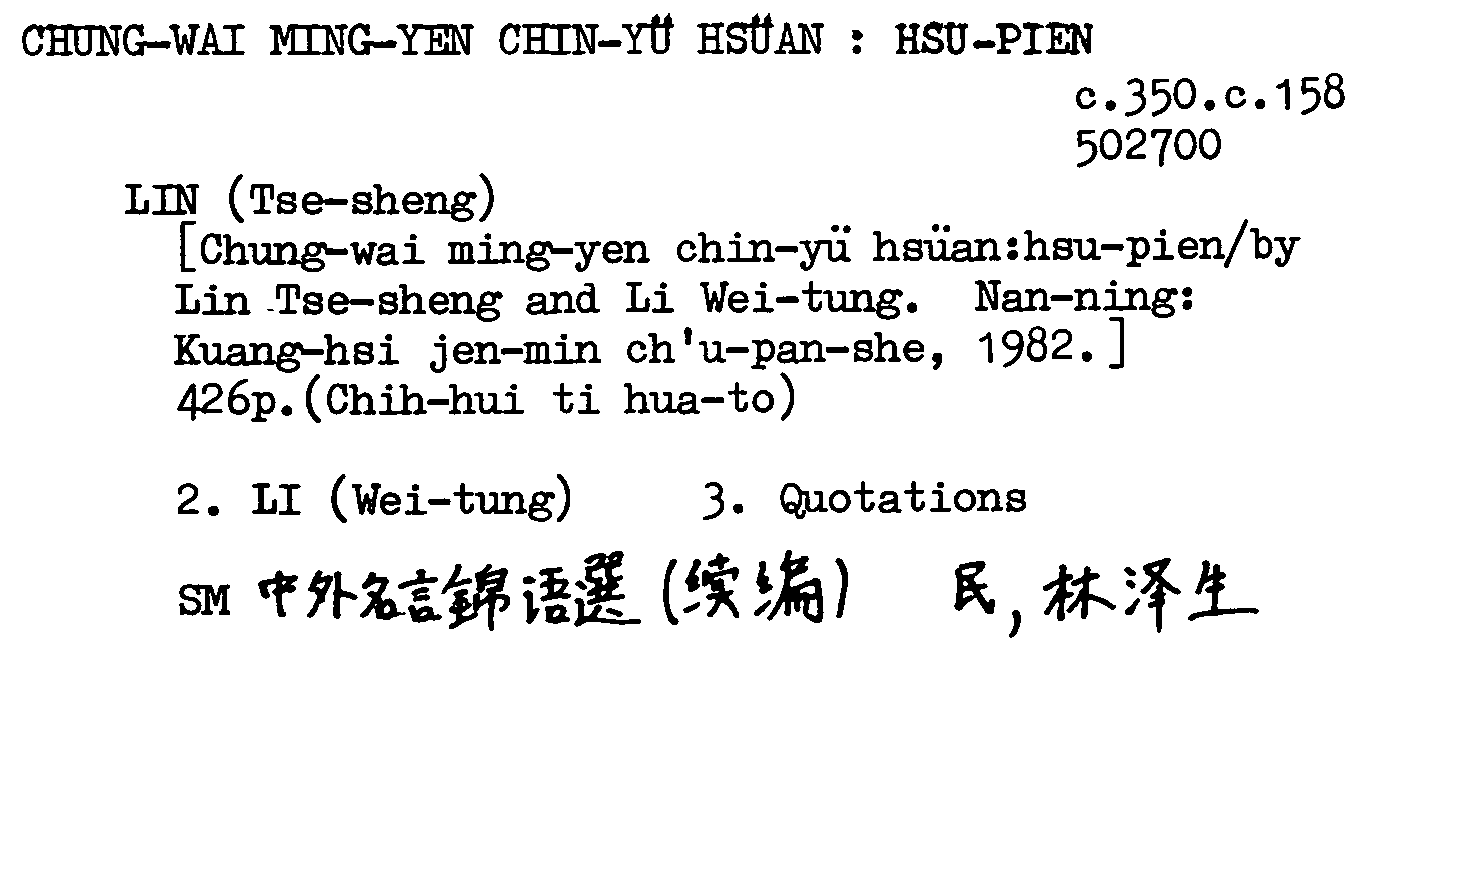 CHUNG-WAI MING-YEN CHIN-YÜ HSÜAN : HSU-PIEN
c.350.c.158
502700
LIN (Tse-sheng)
[Chung-wai ming-yen chin-yü hsüan:hsu-pien/by
Lin Tse-sheng and Li Wei-tung. Nan-ning:
Kuang-hsi jen-min ch'u-pan-she, 1982.]
426p.(Chih-hui ti hua-to)
2. LI (Wei-tung) 3. Quotations
SM 中外名言錦语選(续编) 民, 林泽生